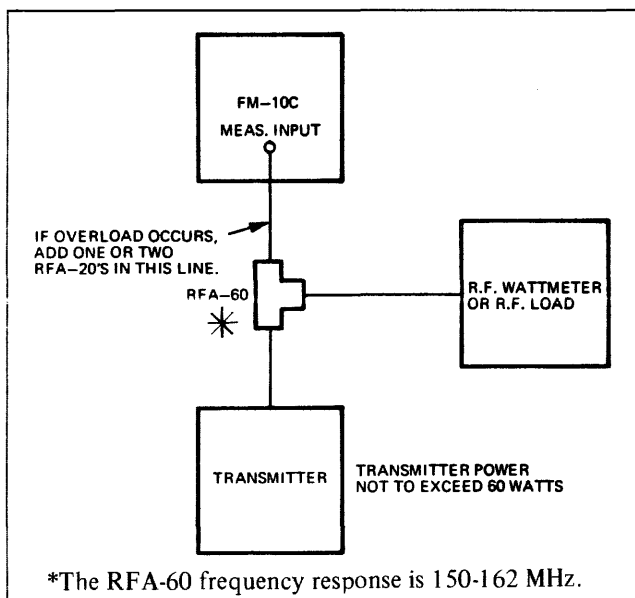 FM-10C
MEAS. INPUT
IF OVERLOAD OCCURS,
ADD ONE OR TWO
RFA-20'S IN THIS LINE.
RFA-60
R.F. WATTMETER
OR R.F. LOAD
TRANSMITTER
TRANSMITTER POWER
NOT TO EXCEED 60 WATTS
*The RFA-60 frequency response is 150-162 MHz.